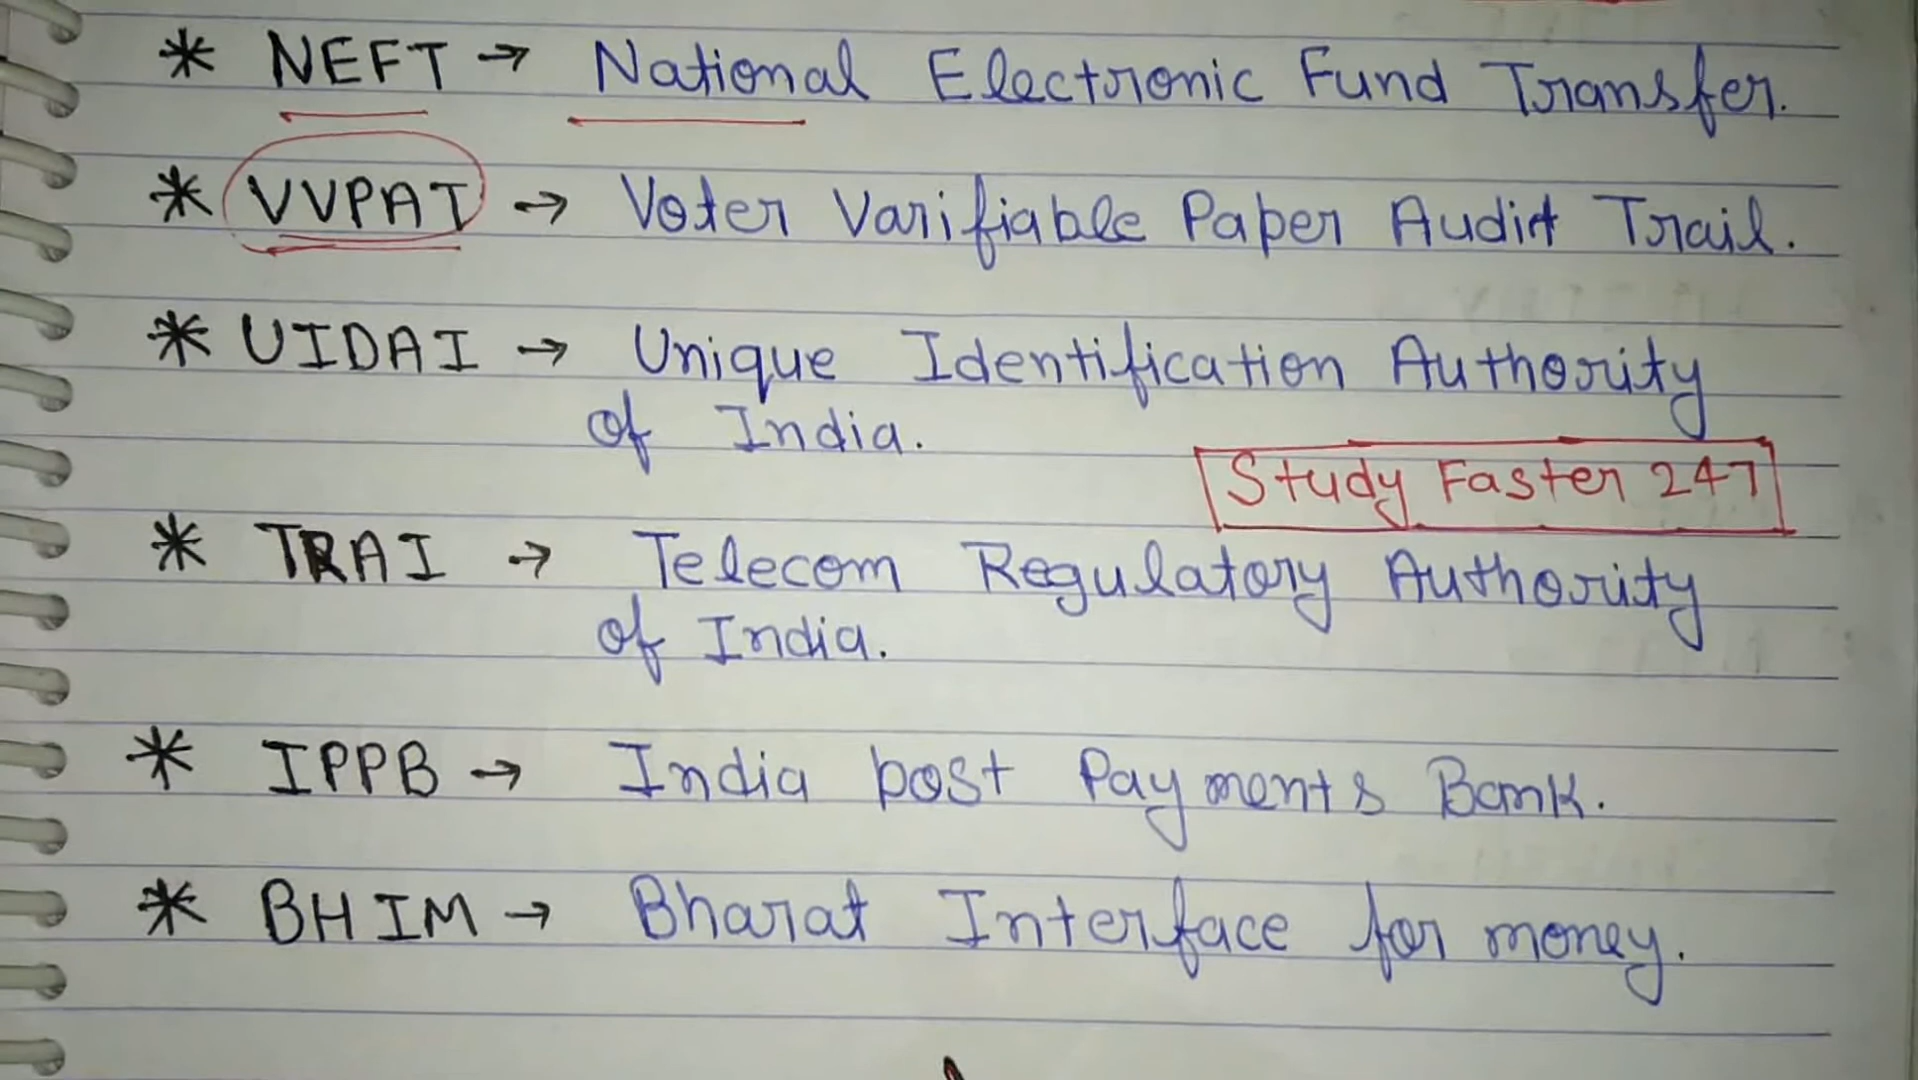 * NEFT → National Electronic Fund Transfer.
* VVPAT → Voter Varifiable Paper Audit Trail.
* UIDAI → Unique Identification Authority
of India.
Study Faster 247
* TRAI → Telecom Regulatory Authority
of India.
* IPPB → India post Payments Bank.
* BHIM → Bharat Interface for money.